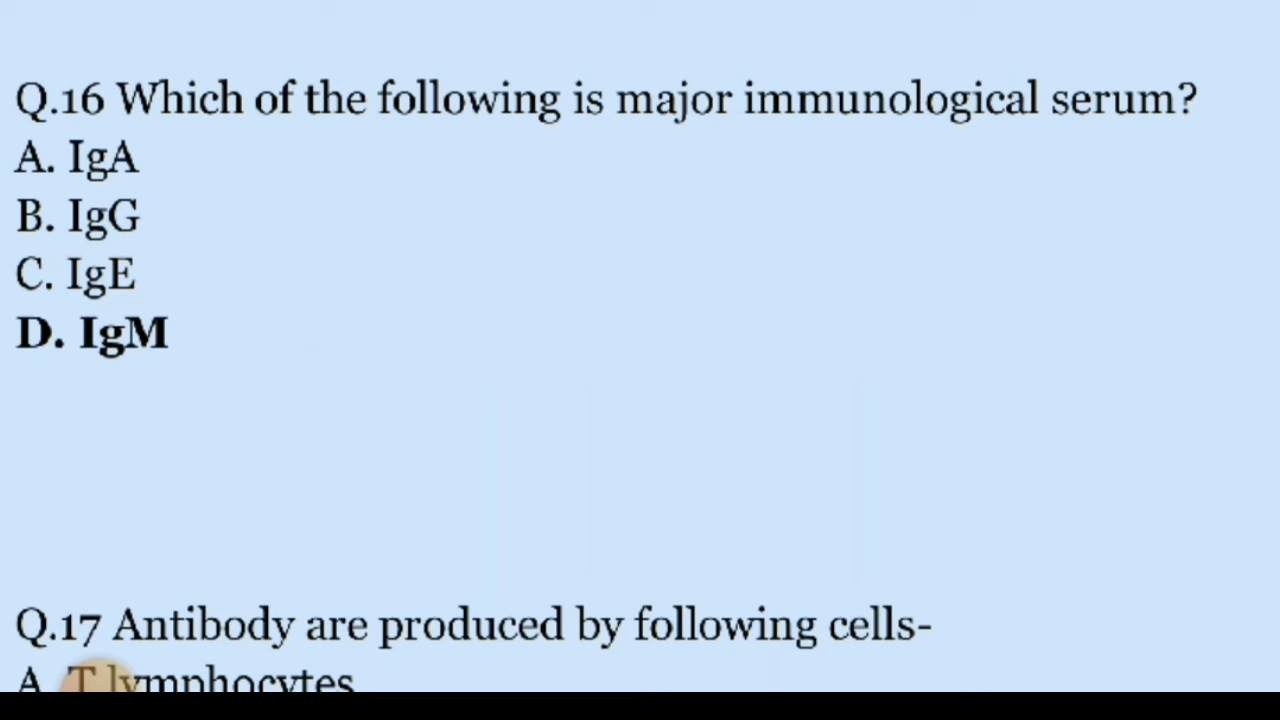 Q.16 Which of the following is major immunological serum?
A. IgA
B. IgG
C. IgE
D. IgM
Q.17 Antibody are produced by following cells-
A. T lymphocytes